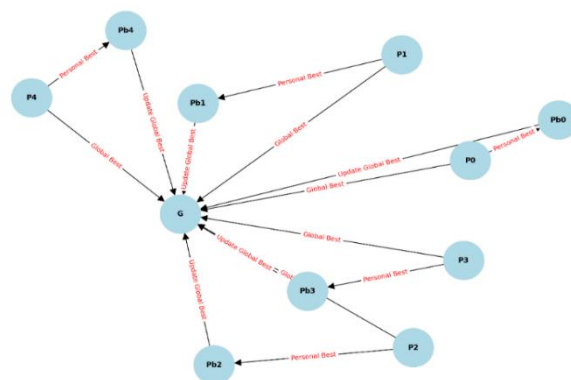 Pb4
P1
Personal Best
P4
Personal Best
Pb1
Pb0
Update Global Best
Update Global Best
Global Best
Personal Best
P0
Global Best
Update Global Best
Global Best
G
Global Best
P3
Update Global Best
Glo
Personal Best
Pb3
Update Global Best
P2
Personal Best
Pb2